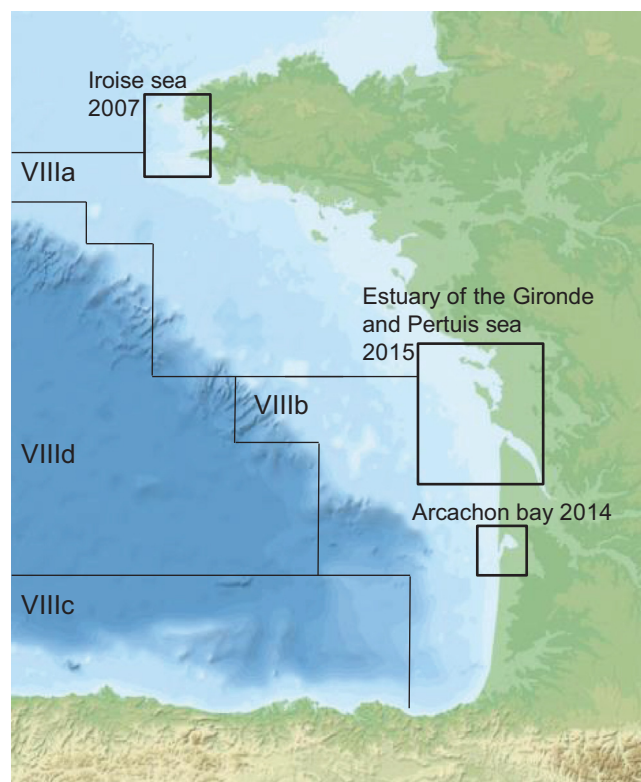 Iroise sea
2007
VIIIa
Estuary of the Gironde
and Pertuis sea
2015
VIIIb
VIIId
Arcachon bay 2014
VIIIc